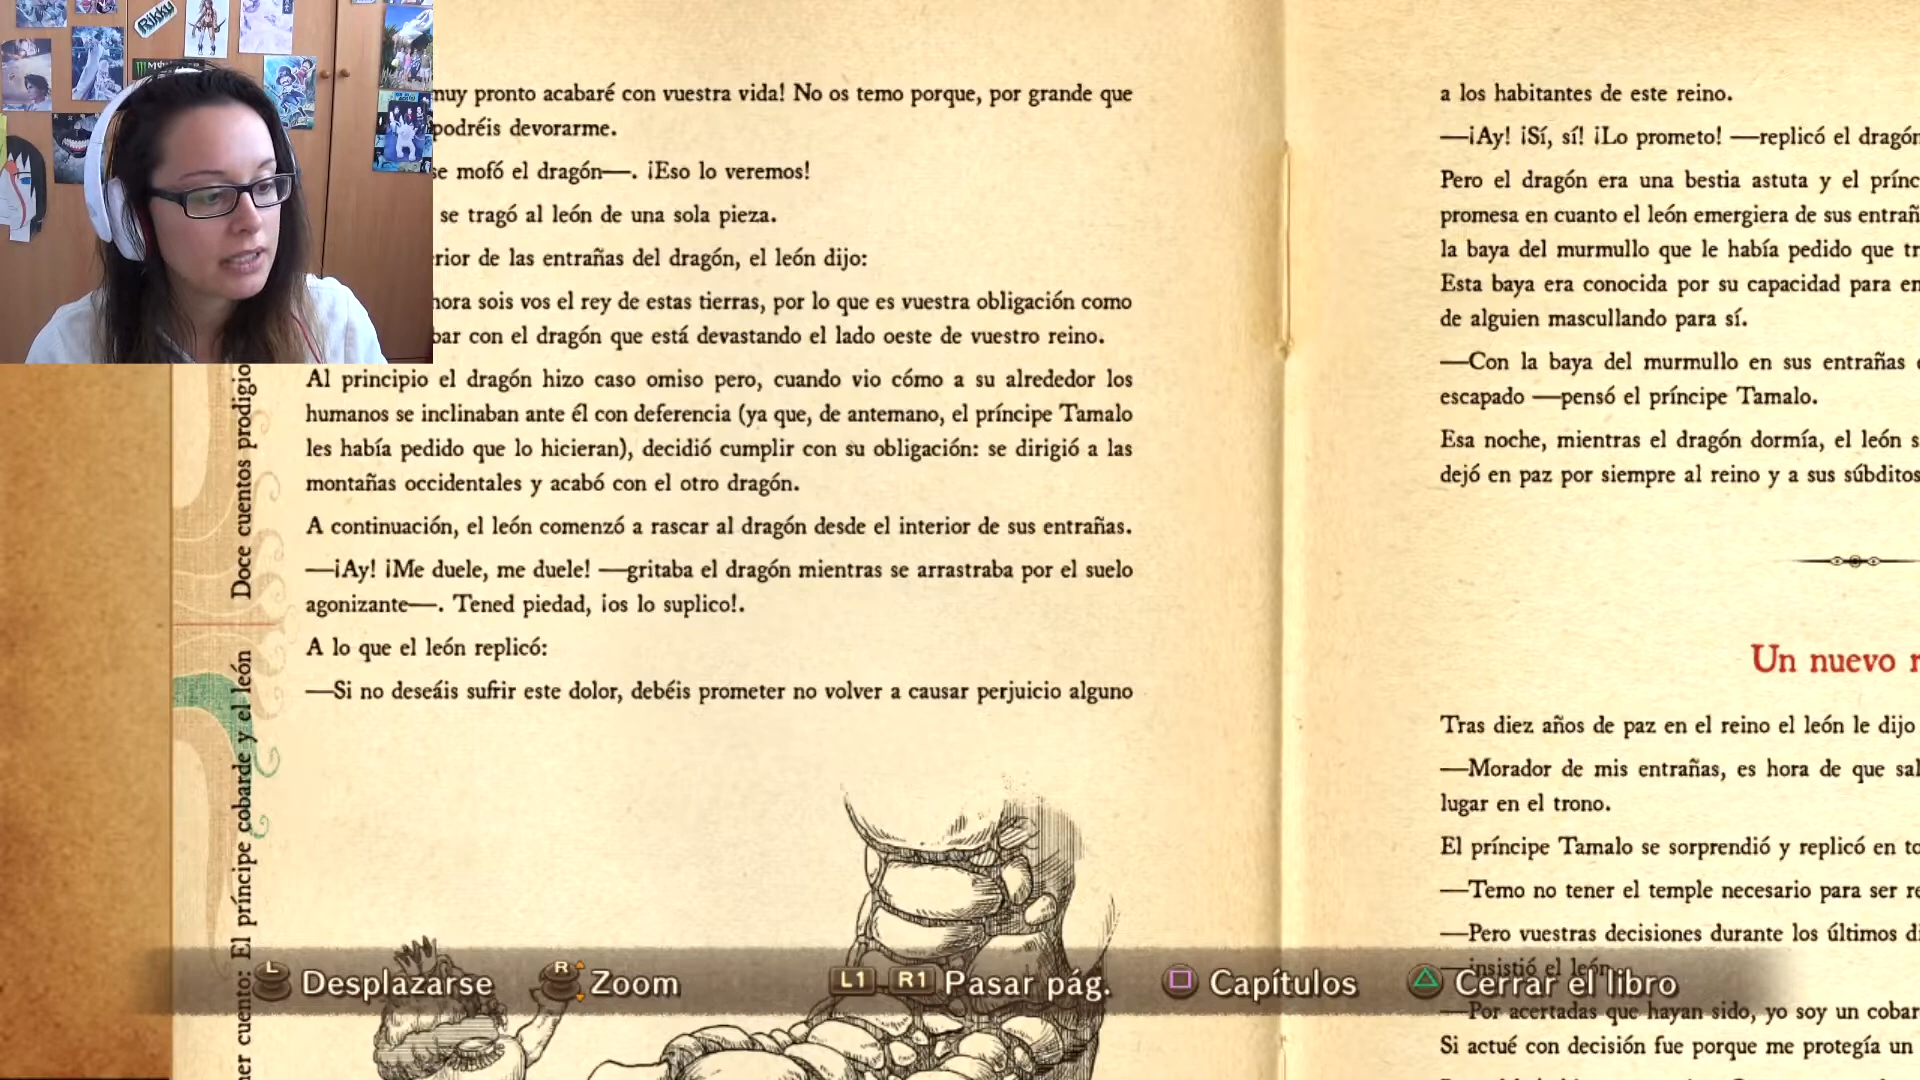 Rikku
muy pronto acabaré con vuestra vida! No os temo porque, por grande que
podréis devorarme.
se mofó el dragón—. ¡Eso lo veremos!
se tragó al león de una sola pieza.
rior de las entrañas del dragón, el león dijo:
hora sois vos el rey de estas tierras, por lo que es vuestra obligación como
bar con el dragón que está devastando el lado oeste de vuestro reino.
Al principio el dragón hizo caso omiso pero, cuando vio cómo a su alrededor los
humanos se inclinaban ante él con deferencia (ya que, de antemano, el príncipe Tamalo
les había pedido que lo hicieran), decidió cumplir con su obligación: se dirigió a las
montañas occidentales y acabó con el otro dragón.
A continuación, el león comenzó a rascar al dragón desde el interior de sus entrañas.
—¡Ay! ¡Me duele, me duele! —gritaba el dragón mientras se arrastraba por el suelo
agonizante—. Tened piedad, ¡os lo suplico!.
A lo que el león replicó:
—Si no deseáis sufrir este dolor, debéis prometer no volver a causar perjuicio alguno
Doce cuentos prodigio
mer cuento: El príncipe cobarde y el león
a los habitantes de este reino.
—¡Ay! ¡Sí, sí! ¡Lo prometo! —replicó el dragón
Pero el dragón era una bestia astuta y el prínc
promesa en cuanto el león emergiera de sus entrañ
la baya del murmullo que le había pedido que tr
Esta baya era conocida por su capacidad para en
de alguien mascullando para sí.
—Con la baya del murmullo en sus entrañas
escapado —pensó el príncipe Tamalo.
Esa noche, mientras el dragón dormía, el león s
dejó en paz por siempre al reino y a sus súbditos
Un nuevo r
Tras diez años de paz en el reino el león le dijo
—Morador de mis entrañas, es hora de que sal
lugar en el trono.
El príncipe Tamalo se sorprendió y replicó en to
—Temo no tener el temple necesario para ser re
—Pero vuestras decisiones durante los últimos di
—insistió el león
—Por acertadas que hayan sido, yo soy un cobar
Si actué con decisión fue porque me protegía un
L Desplazarse R Zoom L1 R1 Pasar pág. Capítulos Cerrar el libro